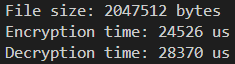 File size: 2047512 bytes
Encryption time: 24526 us
Decryption time: 28370 us